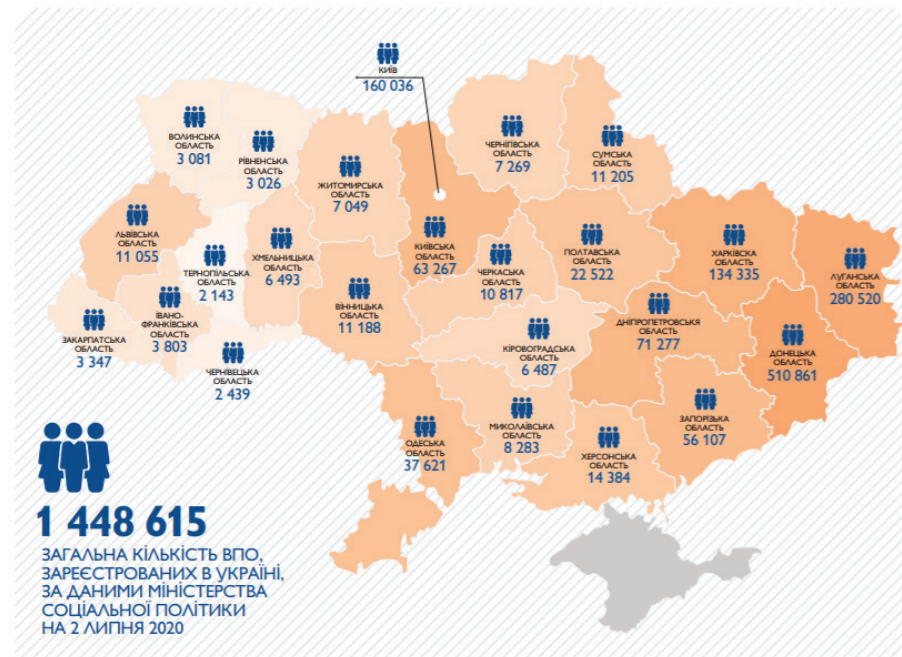 КИЇВ
160 036
ВОЛИНСЬКА
ОБЛАСТЬ
3 081
РІВНЕНСЬКА
ОБЛАСТЬ
3 026
ЖИТОМИРСЬКА
ОБЛАСТЬ
7 049
ЧЕРНІГІВСЬКА
ОБЛАСТЬ
7 269
СУМСЬКА
ОБЛАСТЬ
11 205
ЛЬВІВСЬКА
ОБЛАСТЬ
11 055
ТЕРНОПІЛЬСЬКА
ОБЛАСТЬ
2 143
ХМЕЛЬНИЦЬКА
ОБЛАСТЬ
6 493
КИЇВСЬКА
ОБЛАСТЬ
63 267
ЧЕРКАСЬКА
ОБЛАСТЬ
10 817
ПОЛТАВСЬКА
ОБЛАСТЬ
22 522
ХАРКІВСКА
ОБЛАСТЬ
134 335
ЛУГАНСЬКА
ОБЛАСТЬ
280 520
ЗАКАРПАТСЬКА
ОБЛАСТЬ
3 347
ІВАНО-
ФРАНКІВСЬКА
ОБЛАСТЬ
3 803
ЧЕРНІВЕЦЬКА
ОБЛАСТЬ
2 439
ВІННИЦЬКА
ОБЛАСТЬ
11 188
КІРОВОГРАДСЬКА
ОБЛАСТЬ
6 487
ДНІПРОПЕТРОВСЬКЯ
ОБЛАСТЬ
71 277
ДОНЕЦЬКА
ОБЛАСТЬ
510 861
ОДЕСЬКА
ОБЛАСТЬ
37 621
МИКОЛАЇВСЬКА
ОБЛАСТЬ
8 283
ХЕРСОНСЬКА
ОБЛАСТЬ
14 384
ЗАПОРІЗЬКА
ОБЛАСТЬ
56 107
1 448 615
ЗАГАЛЬНА КІЛЬКІСТЬ ВПО,
ЗАРЕЄСТРОВАНИХ В УКРАЇНІ,
ЗА ДАНИМИ МІНІСТЕРСТВА
СОЦІАЛЬНОЇ ПОЛІТИКИ
НА 2 ЛИПНЯ 2020